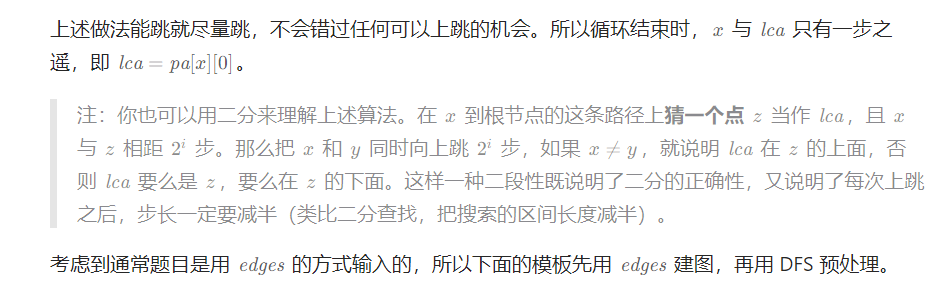 上述做法能跳就尽量跳，不会错过任何可以上跳的机会。所以循环结束时，x 与 lca 只有一步之
遥，即 lca = pa[x][0]。
注：你也可以用二分来理解上述算法。在 x 到根节点的这条路径上猜一个点 z 当作 lca，且 x
与 z 相距 2^i 步。那么把 x 和 y 同时向上跳 2^i 步，如果 x ≠ y，就说明 lca 在 z 的上面，否
则 lca 要么是 z，要么在 z 的下面。这样一种二段性既说明了二分的正确性，又说明了每次上跳
之后，步长一定要减半（类比二分查找，把搜索的区间长度减半）。
考虑到通常题目是用 edges 的方式输入的，所以下面的模板先用 edges 建图，再用 DFS 预处理。